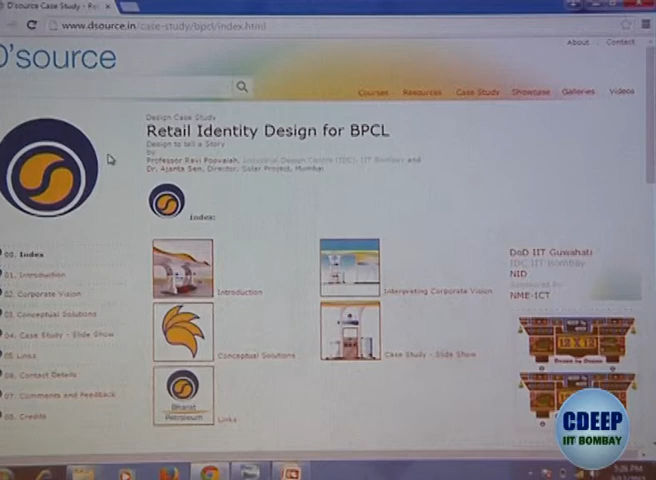 D'source Case Study - Re
www.dsource.in/case-study/bpcl/index.html
D'source
About
Contact
Courses
Resources
Case Study
Showcase
Galleries
Videos
Design Case Study
Retail Identity Design for BPCL
Design to tell a Story
by
Professor Ravi Poovaiah, Industrial Design Centre (IDC), IIT Bombay and
Dr. Ajanta Sen, Director, Solar Project, Mumbai
Index:
00. Index
01. Introduction
02. Corporate Vision
03. Conceptual Solutions
04. Case Study - Slide Show
05 Links
06. Contact Details
07. Comments and Feedback
08. Credits
Introduction
Interpreting Corporate Vision
Conceptual Solutions
Case Study - Slide Show
Bharat
Petroleum
Links
DoD IIT Guwahati
IDC IIT Bombay
NID
NME-ICT
12 X 12
CDEEP
IIT BOMBAY